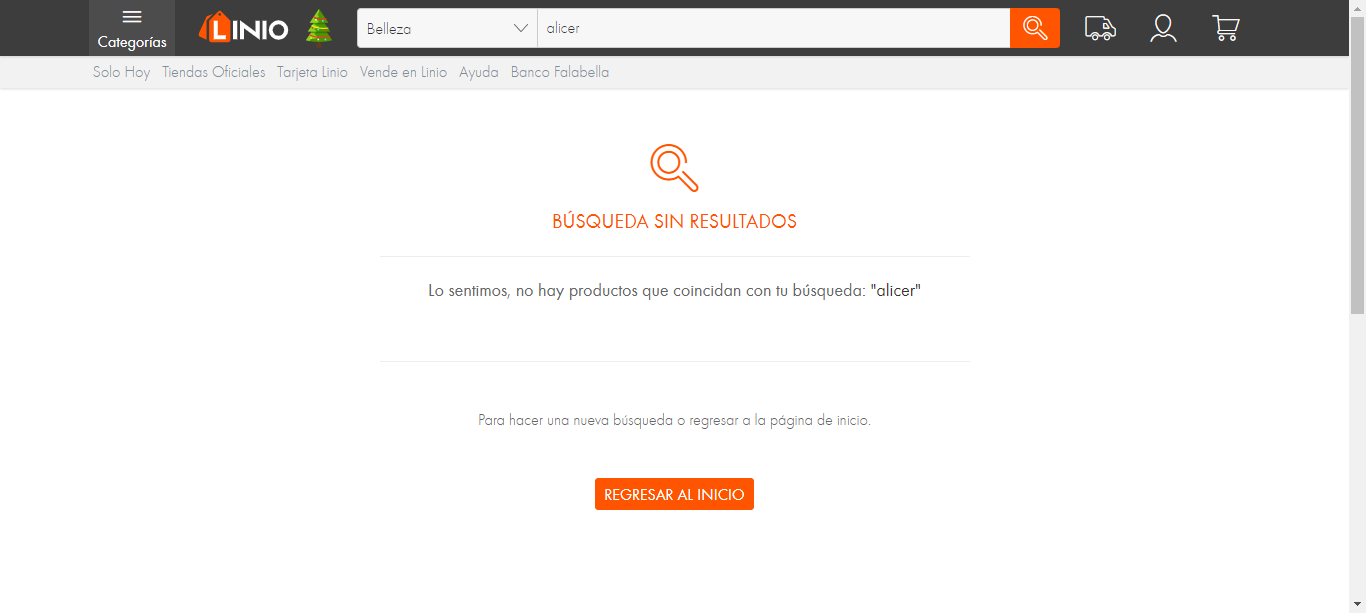 Categorías
LINIO
Belleza
alicer
Solo Hoy Tiendas Oficiales Tarjeta Linio Vende en Linio Ayuda Banco Falabella
BÚSQUEDA SIN RESULTADOS
Lo sentimos, no hay productos que coincidan con tu búsqueda: "alicer"
Para hacer una nueva búsqueda o regresar a la página de inicio.
REGRESAR AL INICIO